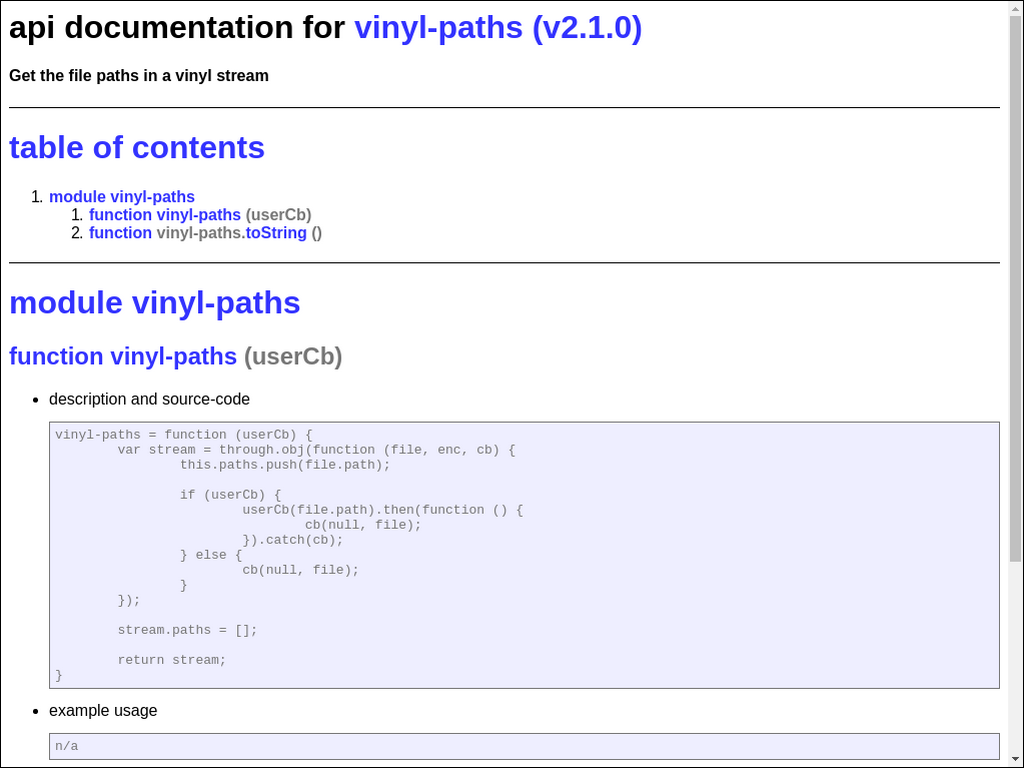 api documentation for vinyl-paths (v2.1.0)
Get the file paths in a vinyl stream
table of contents
1. module vinyl-paths
1. function vinyl-paths (userCb)
2. function vinyl-paths.toString ()
module vinyl-paths
function vinyl-paths (userCb)
• description and source-code
vinyl-paths = function (userCb) {
        var stream = through.obj(function (file, enc, cb) {
                this.paths.push(file.path);
                if (userCb) {
                        userCb(file.path).then(function () {
                                cb(null, file);
                        }).catch(cb);
                } else {
                        cb(null, file);
                }
        });
        stream.paths = [];
        return stream;
}
• example usage
n/a